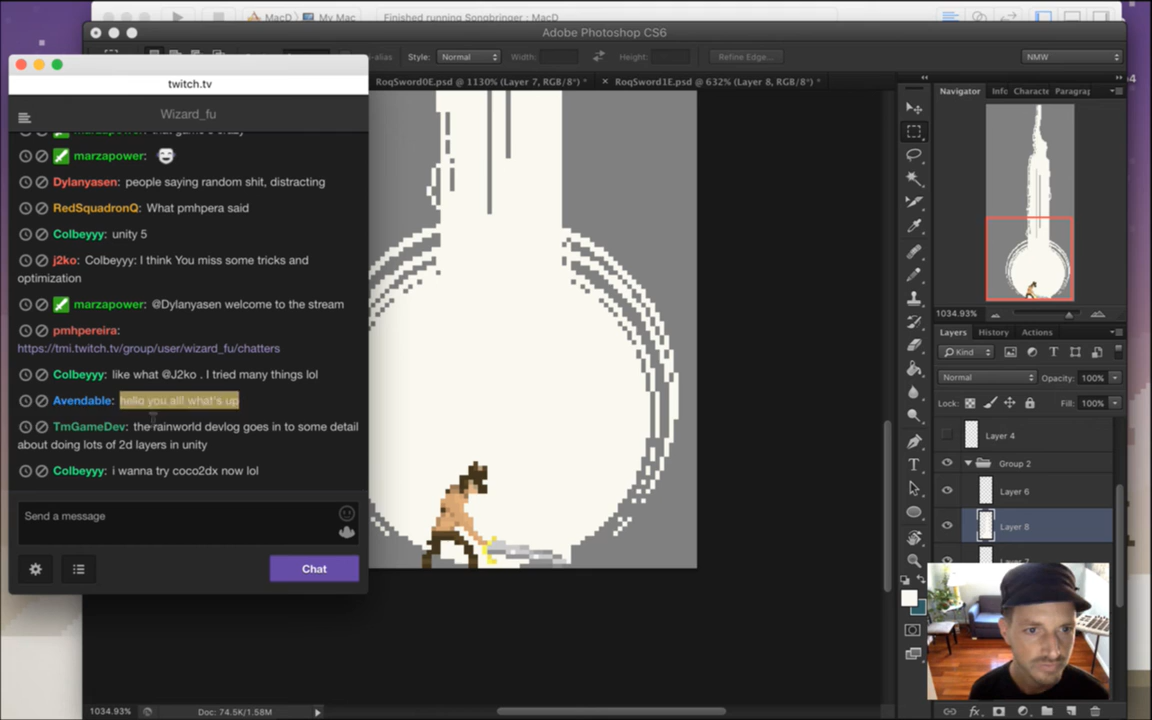 MacD
My Mac
Finished running Songbringer : MacD
Adobe Photoshop CS6
Style: Normal Width: Height: Refine Edge... NMW
twitch.tv
RoqSword0E.psd @ 1130% (Layer 7, RGB/8*) * × RoqSword1E.psd @ 632% (Layer 8, RGB/8*) *
Navigator Info Characte Paragrap
Wizard_fu
marzapower:
Dylanyasen: people saying random shit, distracting
RedSquadronQ: What pmhpera said
Colbeyyy: unity 5
j2ko: Colbeyyy: I think You miss some tricks and
optimization
marzapower: @Dylanyasen welcome to the stream
pmhpereira:
https://tmi.twitch.tv/group/user/wizard_fu/chatters
Colbeyyy: like what @J2ko . I tried many things lol
Avendable: hello you all! what's up
TmGameDev: the rainworld devlog goes in to some detail
about doing lots of 2d layers in unity
Colbeyyy: i wanna try coco2dx now lol
Send a message
Chat
1034.93%
Layers History Actions
Kind
Normal Opacity: 100%
Lock: Fill: 100%
Layer 4
Group 2
Layer 6
Layer 8
1034.93% Doc: 74.5K/1.58M